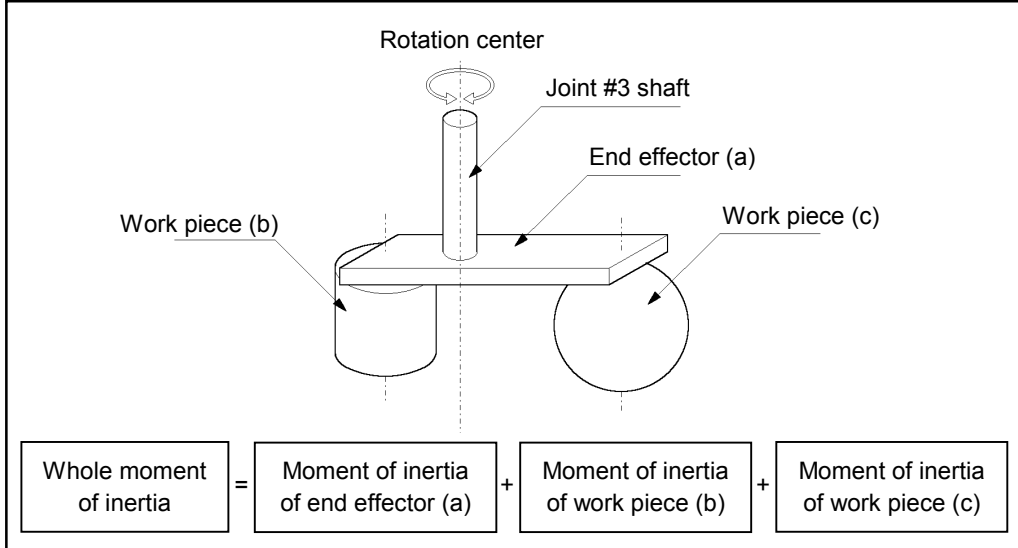 Rotation center
Joint #3 shaft
End effector (a)
Work piece (b)
Work piece (c)
Whole moment
of inertia
=
Moment of inertia
of end effector (a)
+
Moment of inertia
of work piece (b)
+
Moment of inertia
of work piece (c)